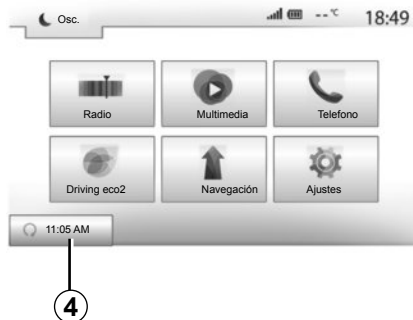 Osc.
--°C
18:49
Radio
Multimedia
Telefono
Driving eco2
Navegación
Ajustes
11:05 AM
4